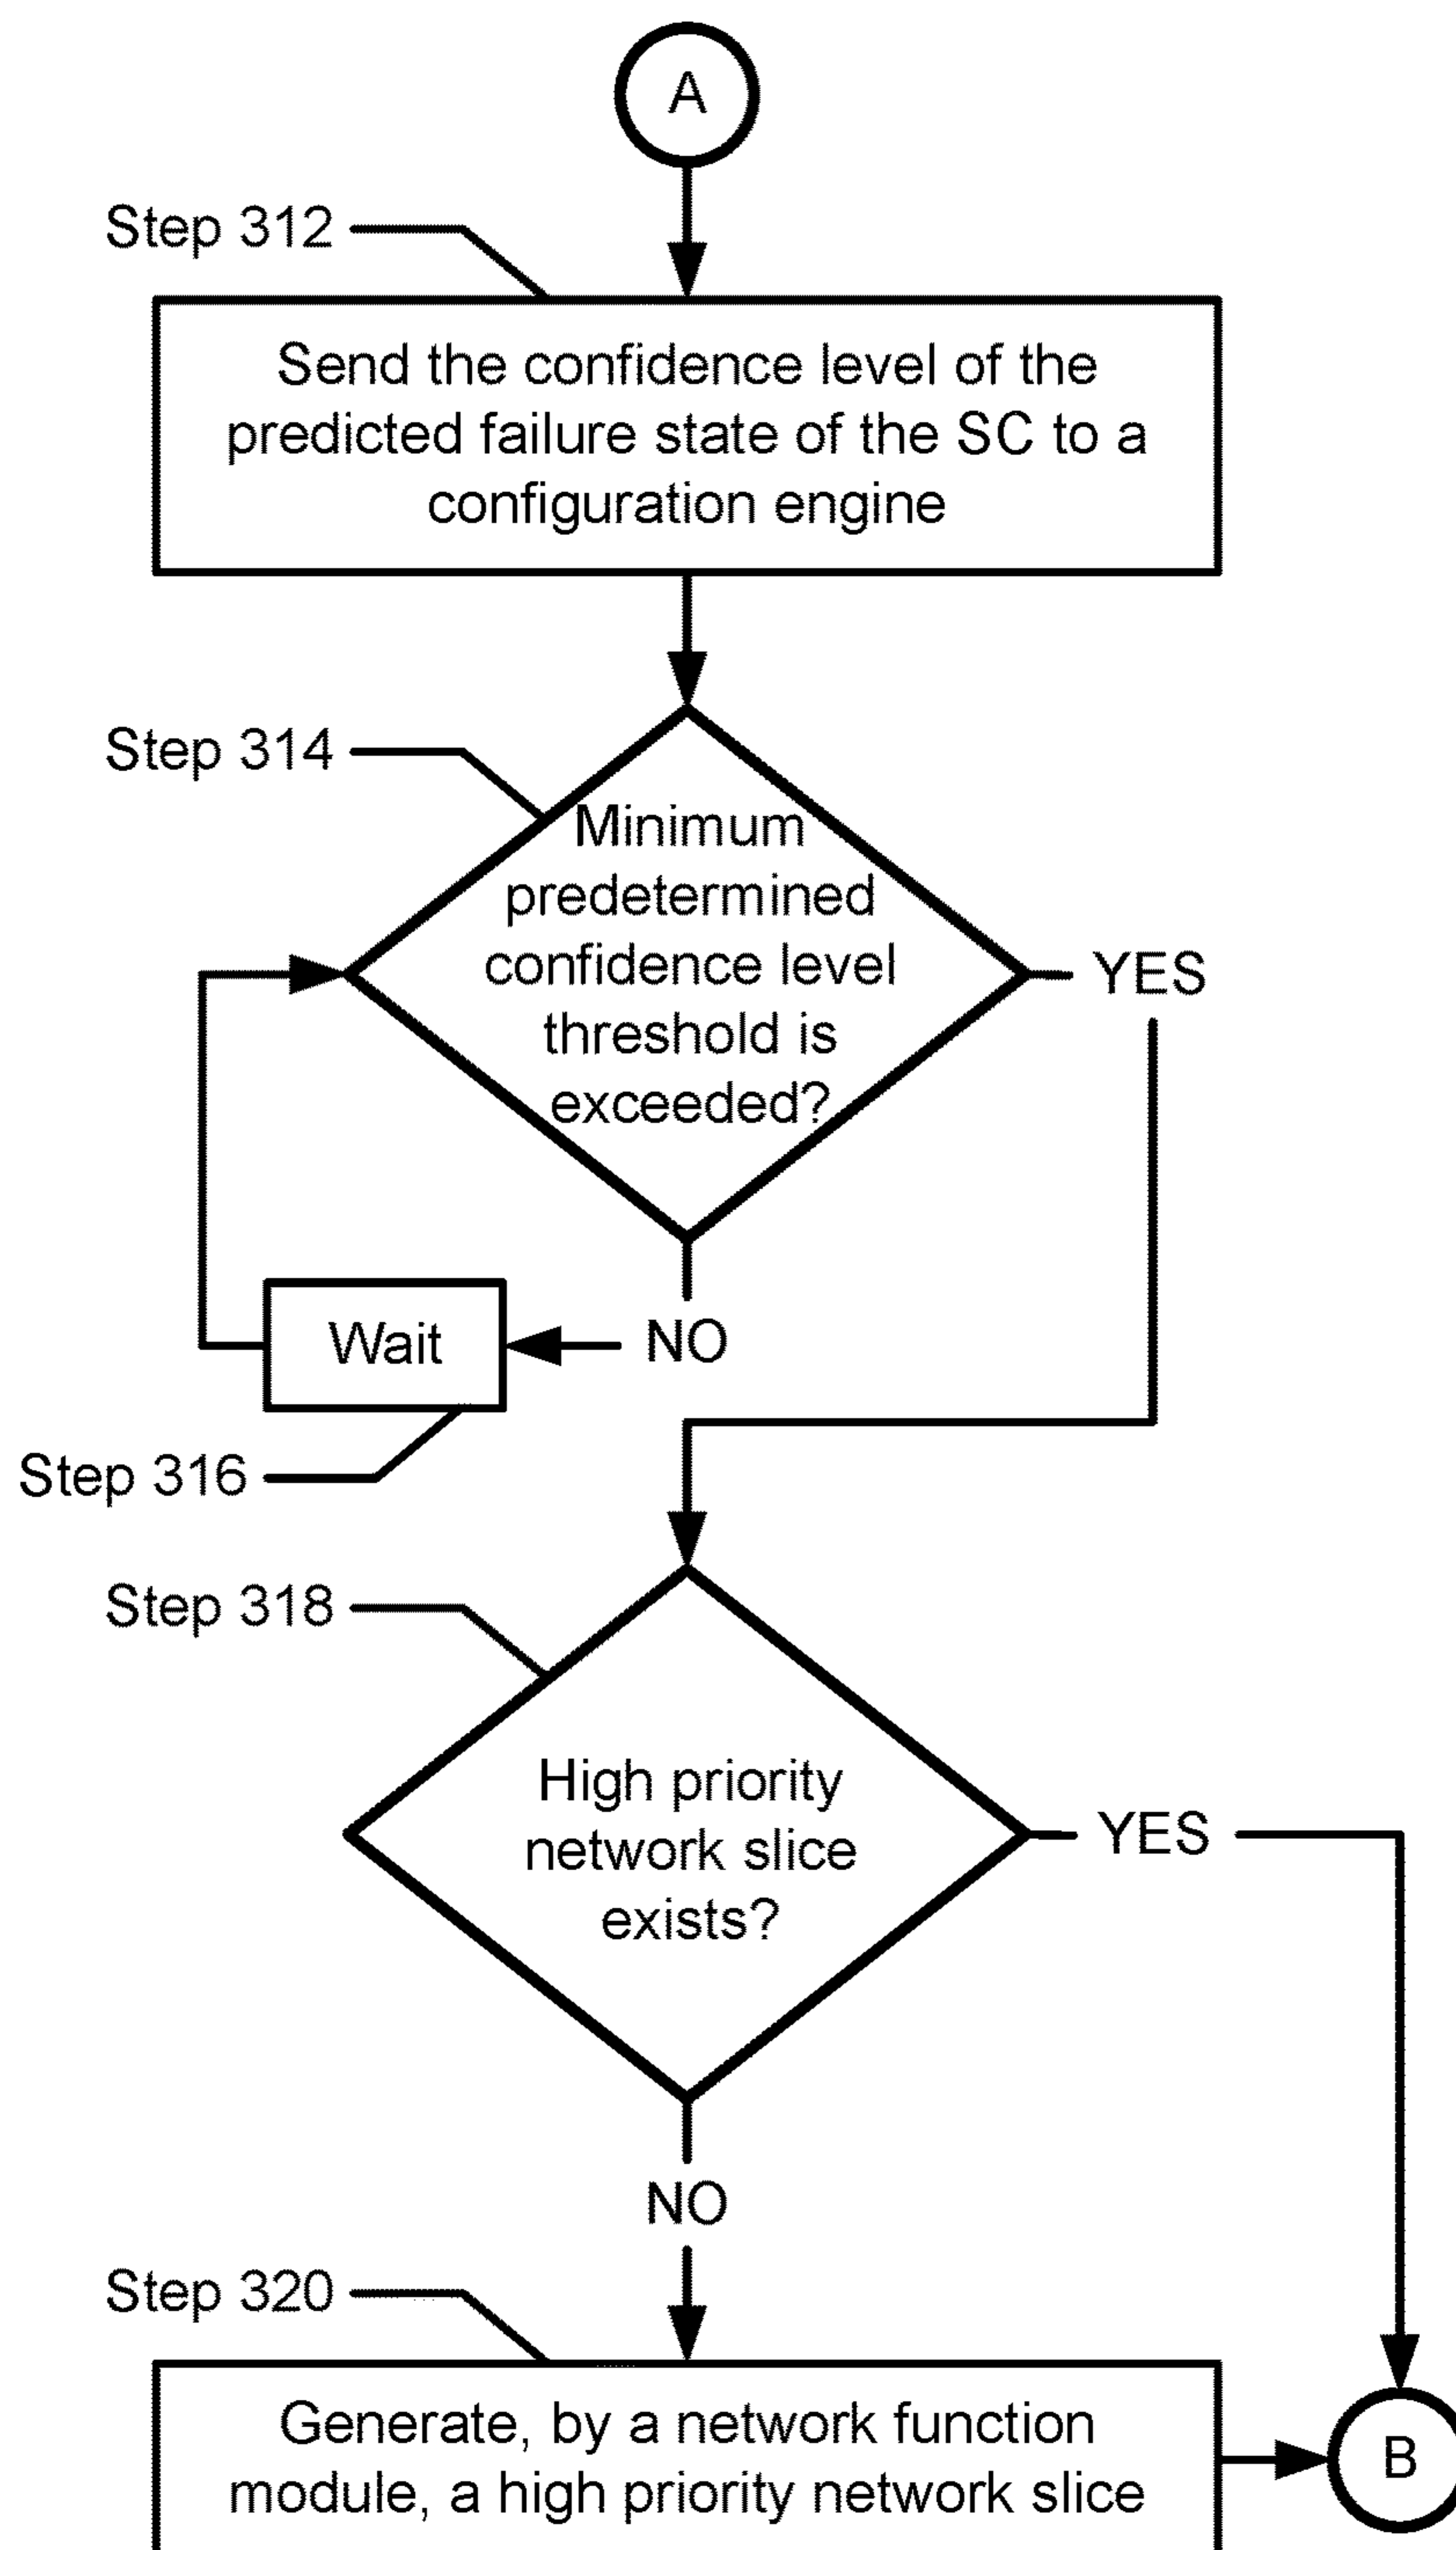 A
Step 312
Send the confidence level of the
predicted failure state of the SC to a
configuration engine
Step 314
Minimum
predetermined
confidence level
threshold is
exceeded?
YES
NO
Wait
Step 316
Step 318
High priority
network slice
exists?
YES
NO
Step 320
Generate, by a network function
module, a high priority network slice
B